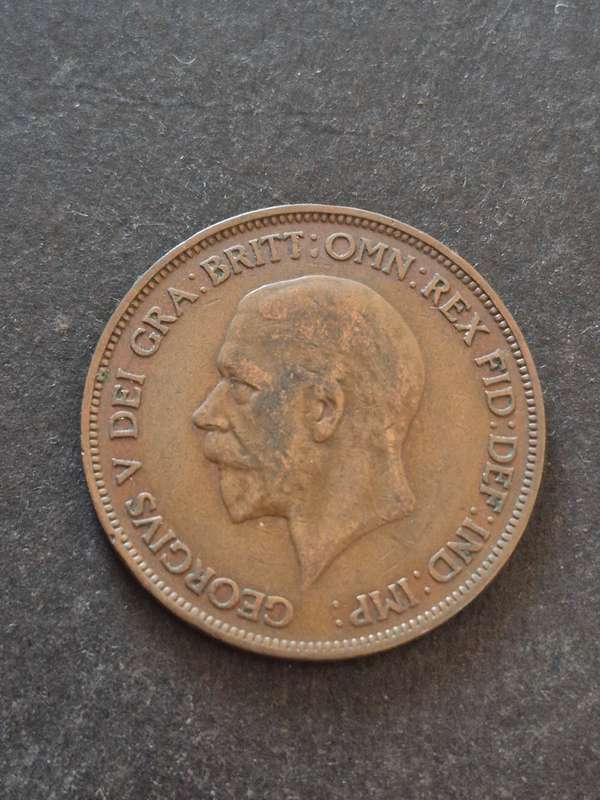 GEORGIVS V DEI GRA: BRITT: OMN: REX FID: DEF: IND: IMP: